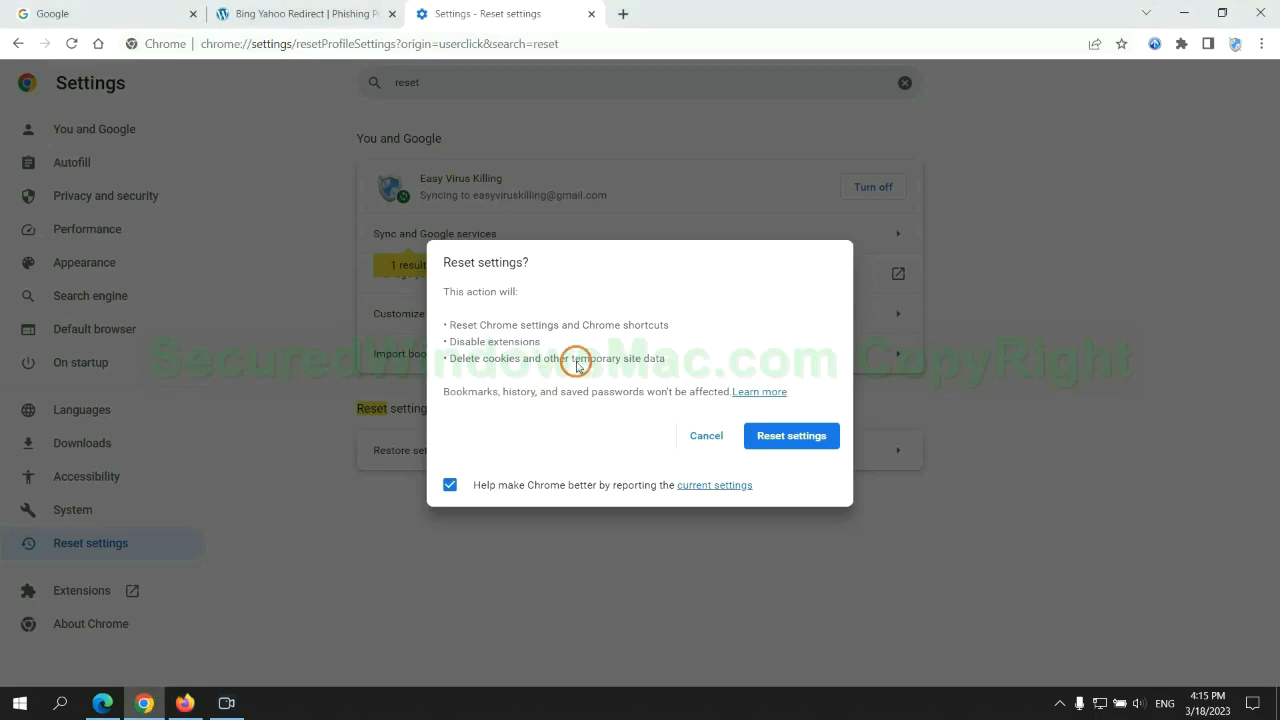 Google
Bing Yahoo Redirect | Phishing P
Settings - Reset settings
Chrome | chrome://settings/resetProfileSettings?origin=userclick&search=reset
Settings
reset
You and Google
Autofill
Privacy and security
Performance
Appearance
Search engine
Default browser
On startup
Languages
Downloads
Accessibility
System
Reset settings
Extensions
About Chrome
You and Google
Easy Virus Killing
Syncing to easyviruskilling@gmail.com
Turn off
Sync and Google services
1 result
Customize
Import boo
Reset setting
Restore set
Reset settings?
This action will:
• Reset Chrome settings and Chrome shortcuts
• Disable extensions
• Delete cookies and other temporary site data
Bookmarks, history, and saved passwords won't be affected. Learn more
Cancel
Reset settings
Help make Chrome better by reporting the current settings
SecuredWindowsMac.com CopyRight
ENG
4:15 PM
3/18/2023